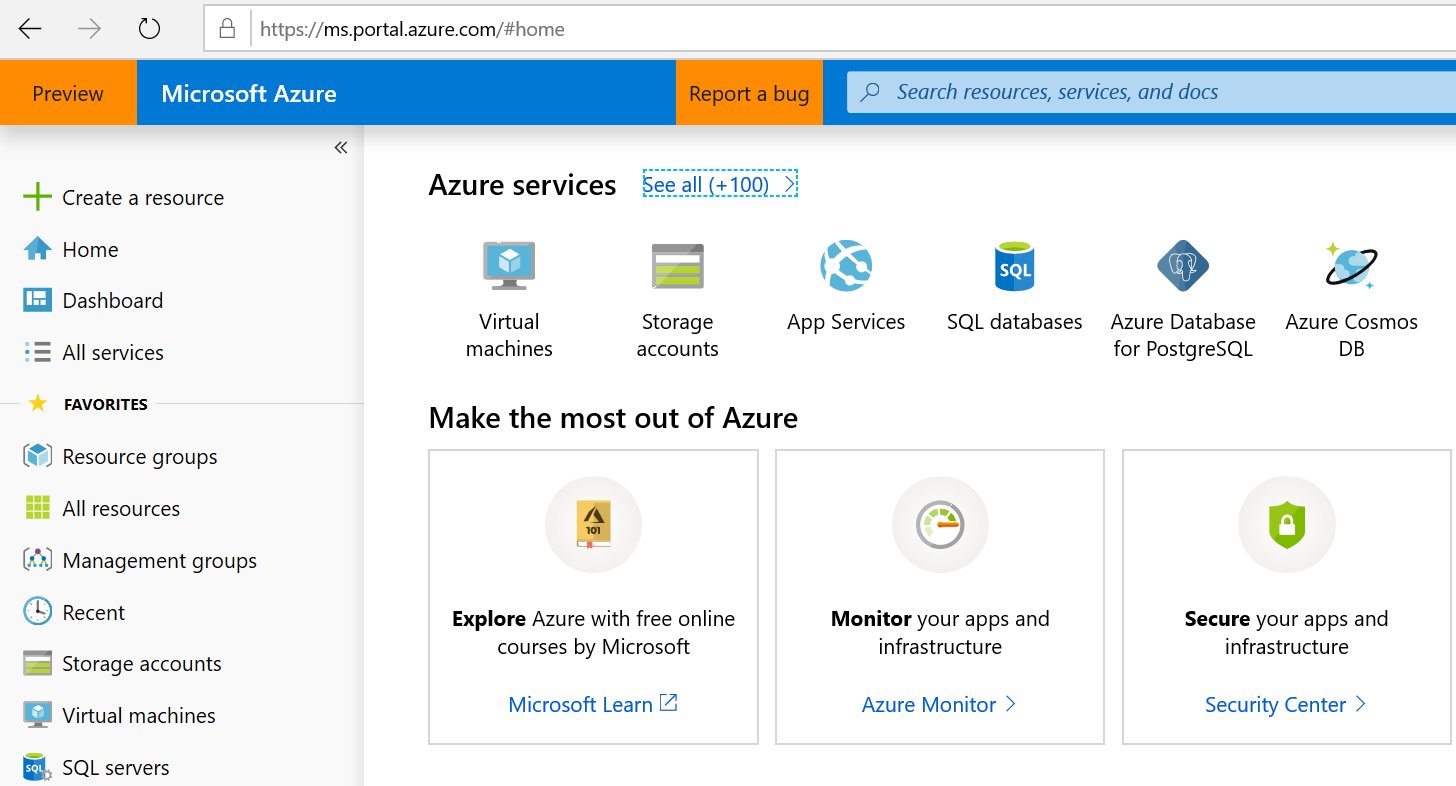 https://ms.portal.azure.com/#home
Preview
Microsoft Azure
Report a bug
Search resources, services, and docs
«
Create a resource
Home
Dashboard
All services
FAVORITES
Resource groups
All resources
Management groups
Recent
Storage accounts
Virtual machines
SQL
SQL servers
Azure services
See all (+100)
Virtual
machines
Storage
accounts
App Services
SQL
SQL databases
Azure Database
for PostgreSQL
Azure Cosmos
DB
Make the most out of Azure
101
Explore Azure with free online
courses by Microsoft
Microsoft Learn
Monitor your apps and
infrastructure
Azure Monitor
Secure your apps and
infrastructure
Security Center